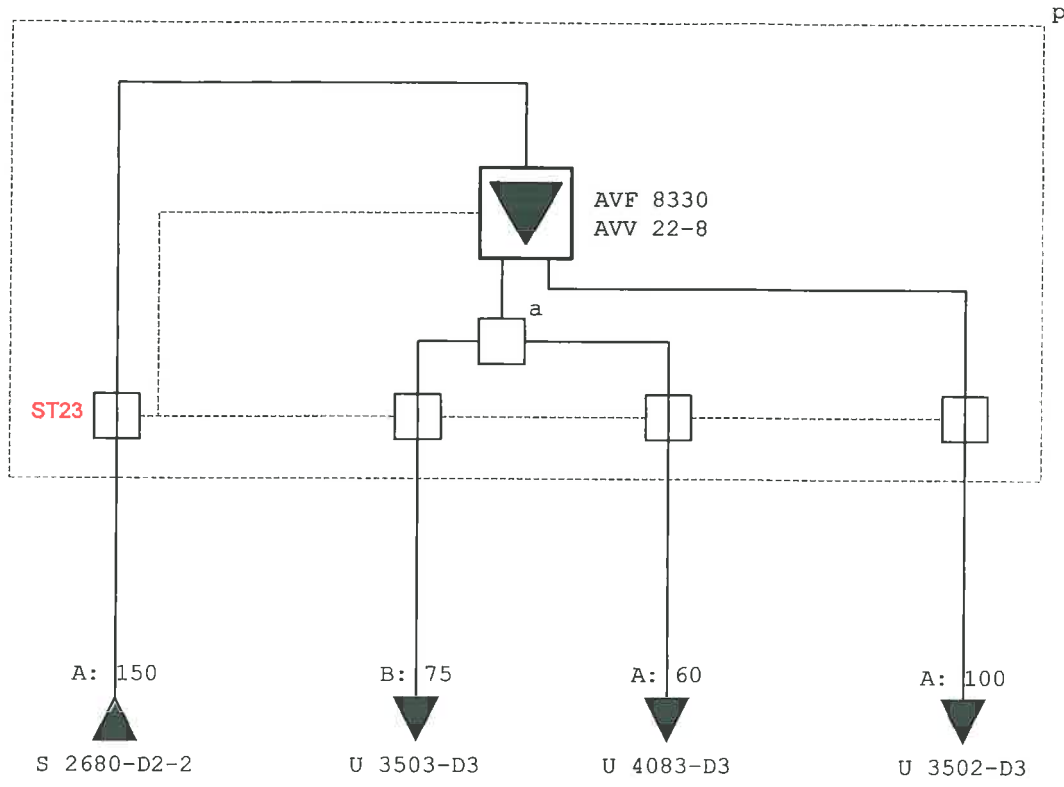 p
AVF 8330
AVV 22-8
a
ST23
A: 150
B: 75
A: 60
A: 100
S 2680-D2-2
U 3503-D3
U 4083-D3
U 3502-D3